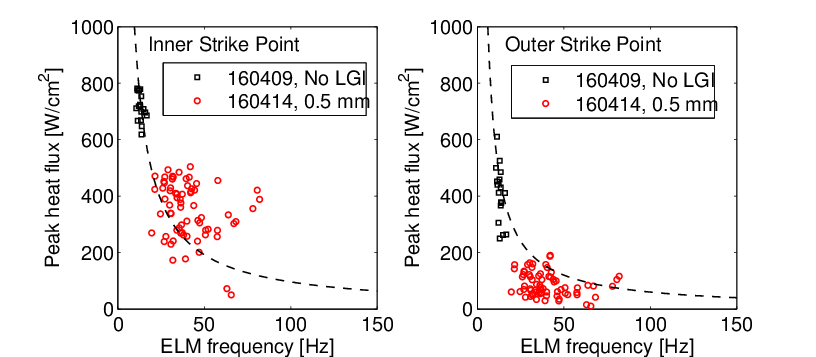 Inner Strike Point
160409, No LGI
160414, 0.5 mm
Peak heat flux [W/cm²]
1000
800
600
400
200
0
0 50 100 150
ELM frequency [Hz]
Outer Strike Point
160409, No LGI
160414, 0.5 mm
Peak heat flux [W/cm²]
1000
800
600
400
200
0
0 50 100 150
ELM frequency [Hz]